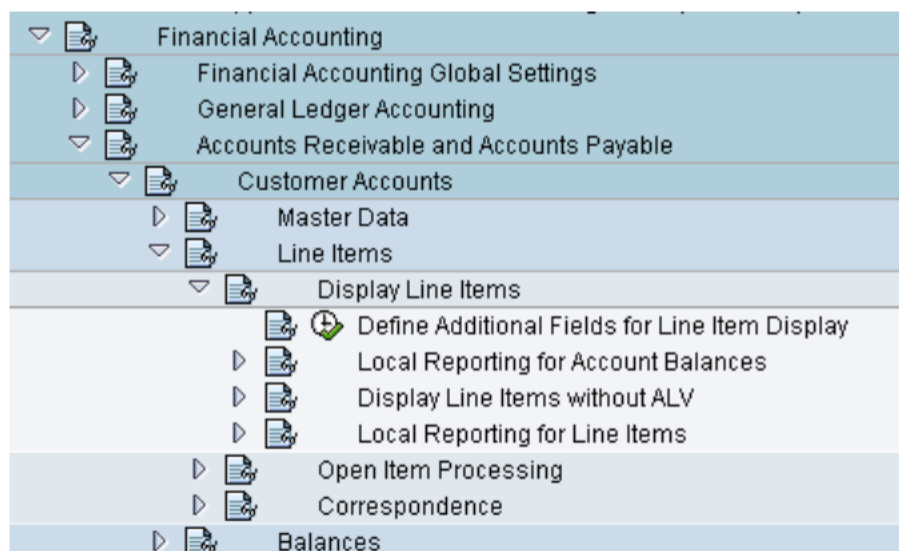 Financial Accounting
Financial Accounting Global Settings
General Ledger Accounting
Accounts Receivable and Accounts Payable
Customer Accounts
Master Data
Line Items
Display Line Items
Define Additional Fields for Line Item Display
Local Reporting for Account Balances
Display Line Items without ALV
Local Reporting for Line Items
Open Item Processing
Correspondence
Balances